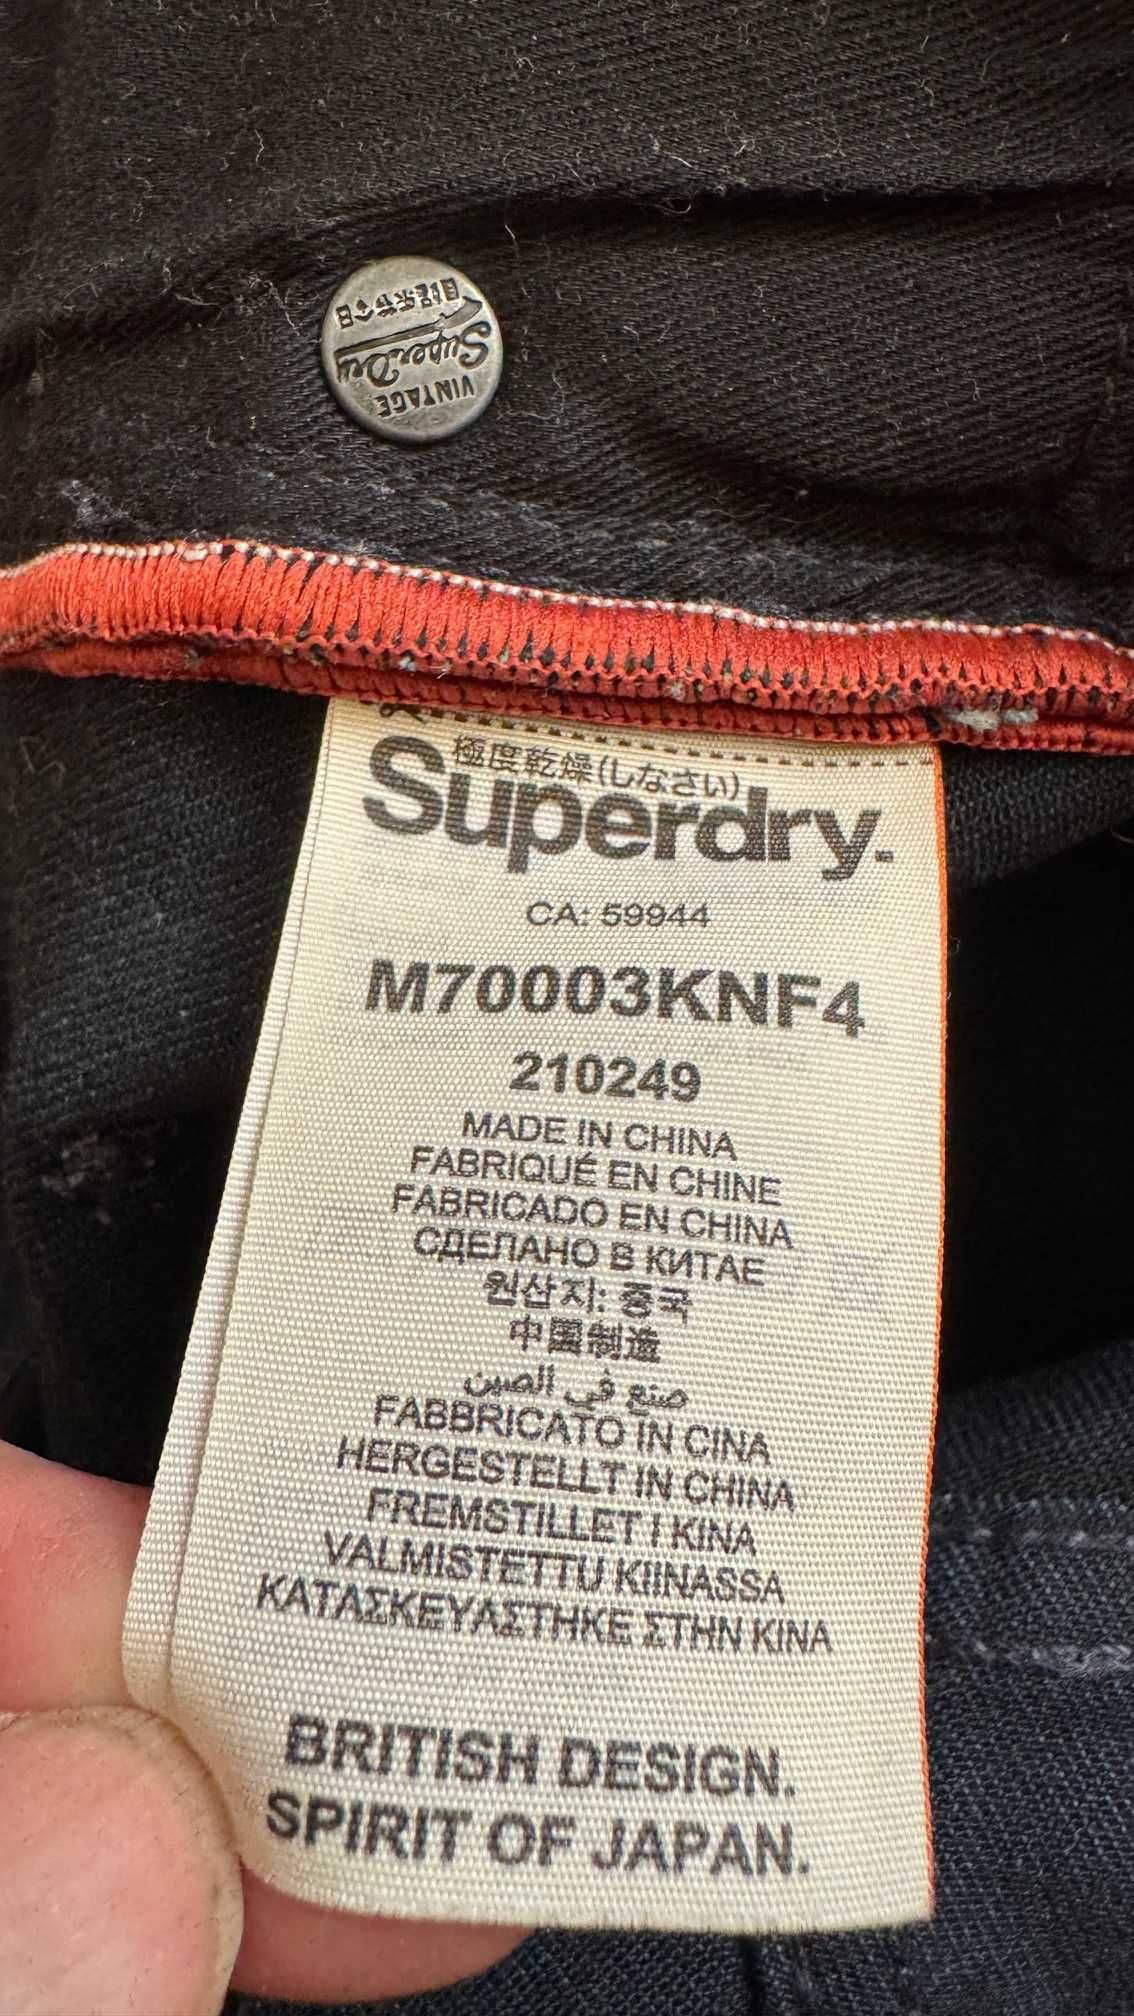 VINTAGE
SuperDry
極度乾燥(しなさい)
Superdry.
CA: 59944
M70003KNF4
210249
MADE IN CHINA
FABRIQUÉ EN CHINE
FABRICADO EN CHINA
СДЕЛАНО В КИТАЕ
원산지: 중국
中国制造
صنع في الصين
FABBRICATO IN CINA
HERGESTELLT IN CHINA
FREMSTILLET I KINA
VALMISTETTU KIINASSA
ΚΑΤΑΣΚΕΥΑΣΤΗΚΕ ΣΤΗΝ ΚΙΝΑ
BRITISH DESIGN.
SPIRIT OF JAPAN.